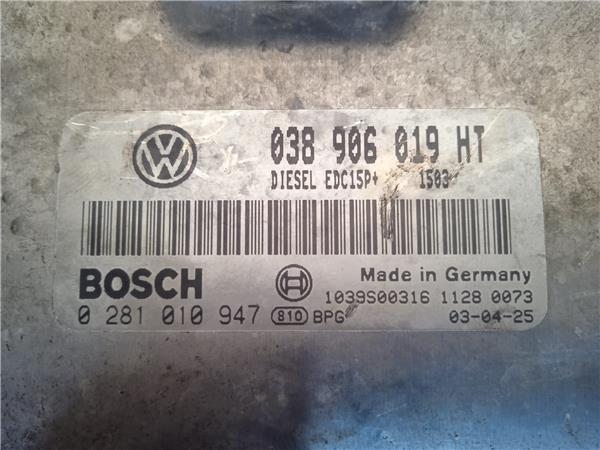 038 906 019 HT
DIESEL EDC15P+ 1503
BOSCH
Made in Germany
1039S00316 1128 0073
0 281 010 947 810 BPG 03-04-25